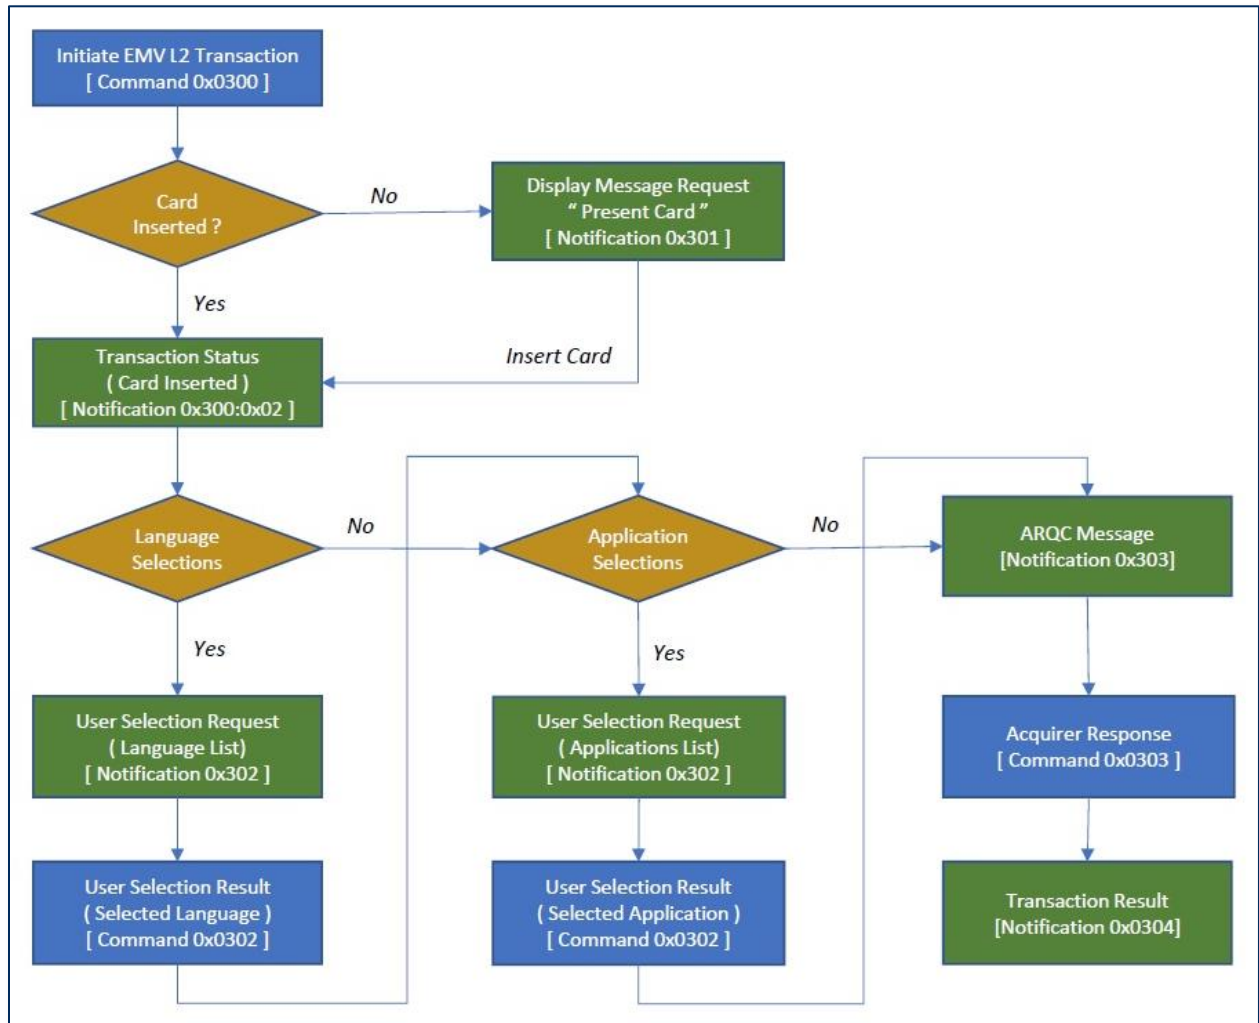 Initiate EMV L2 Transaction
[ Command 0x0300 ]
Card
Inserted ?
No
Display Message Request
“ Present Card ”
[ Notification 0x301 ]
Yes
Insert Card
Transaction Status
( Card Inserted )
[ Notification 0x300:0x02 ]
Language
Selections
No
Application
Selections
No
ARQC Message
[Notification 0x303]
Yes
Yes
User Selection Request
( Language List)
[ Notification 0x302 ]
User Selection Request
( Applications List)
[ Notification 0x302 ]
Acquirer Response
[ Command 0x0303 ]
User Selection Result
( Selected Language )
[ Command 0x0302 ]
User Selection Result
( Selected Application )
[ Command 0x0302 ]
Transaction Result
[Notification 0x0304]